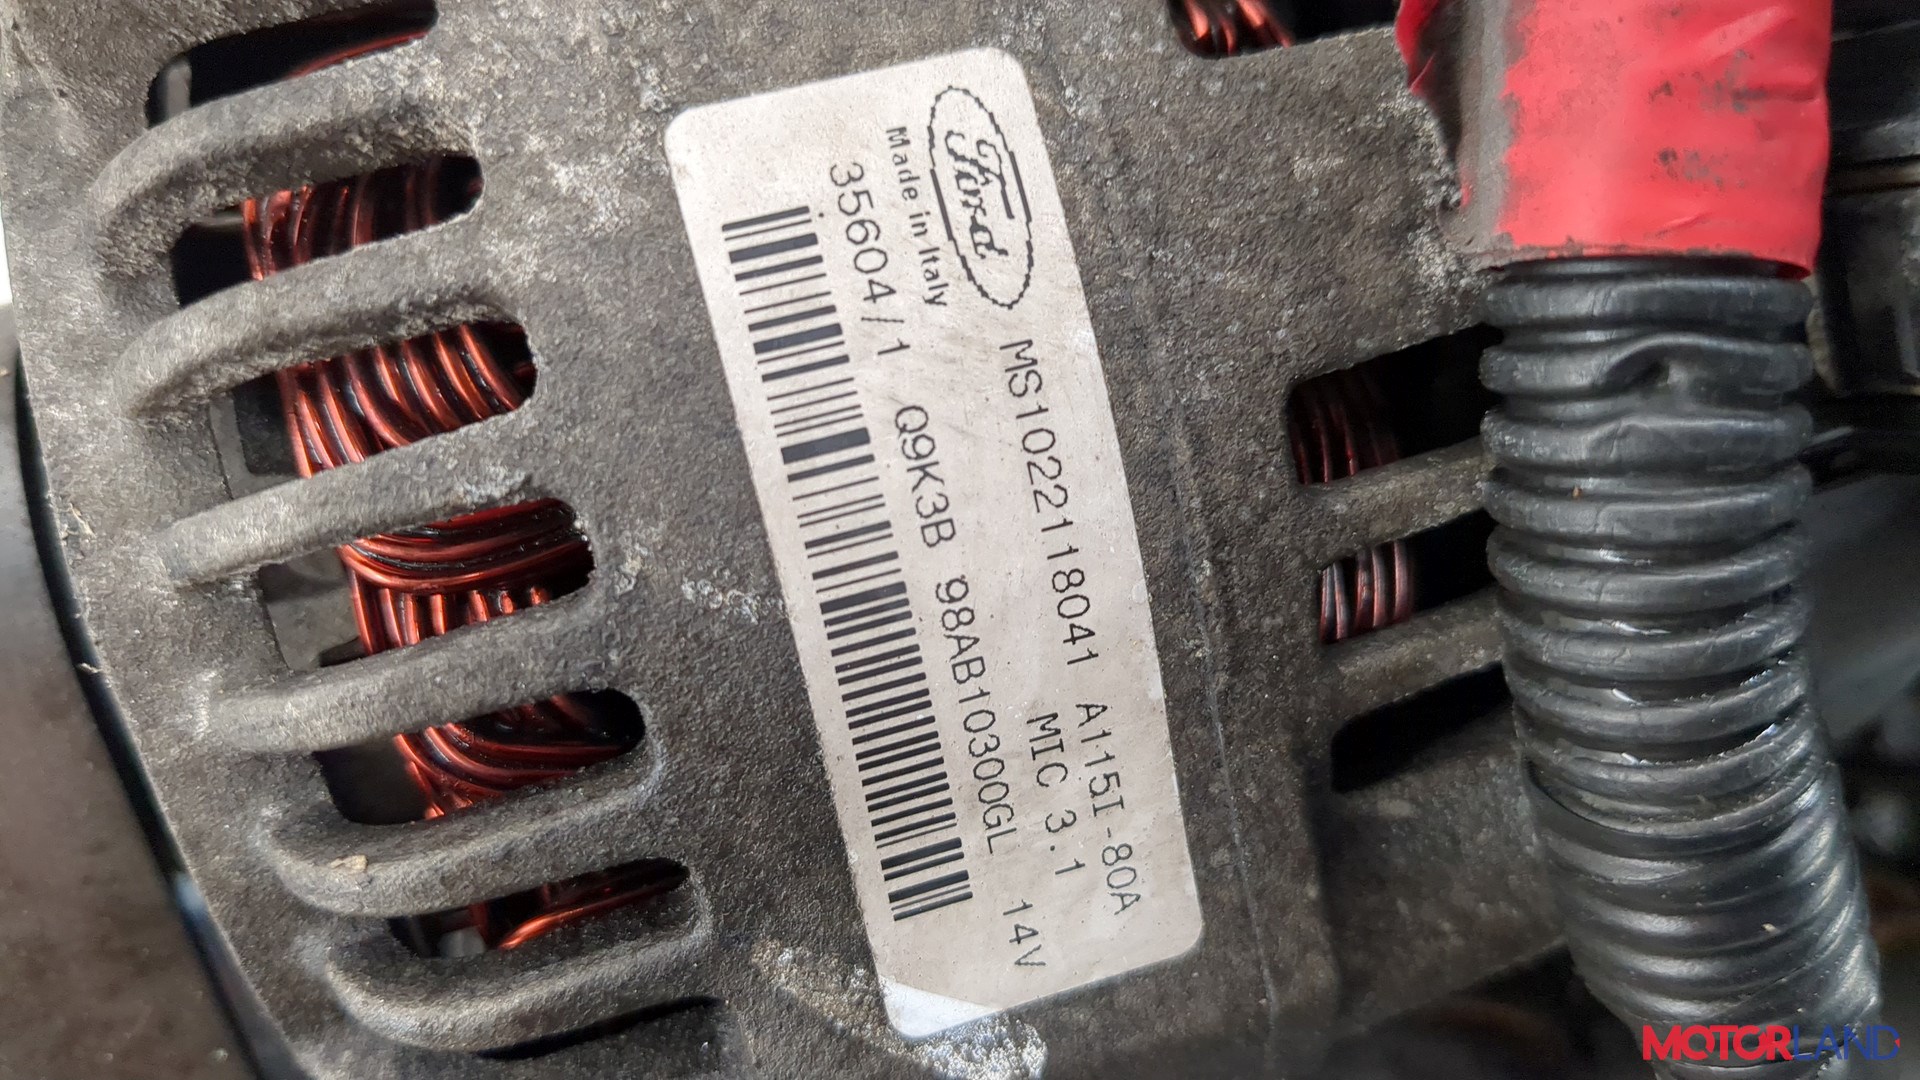 Ford
Made in Italy
MS1022118041 A115I-80A
MIC 3.1
35604/1 Q9K3B 98AB10300GL 14V
MOTORLAND